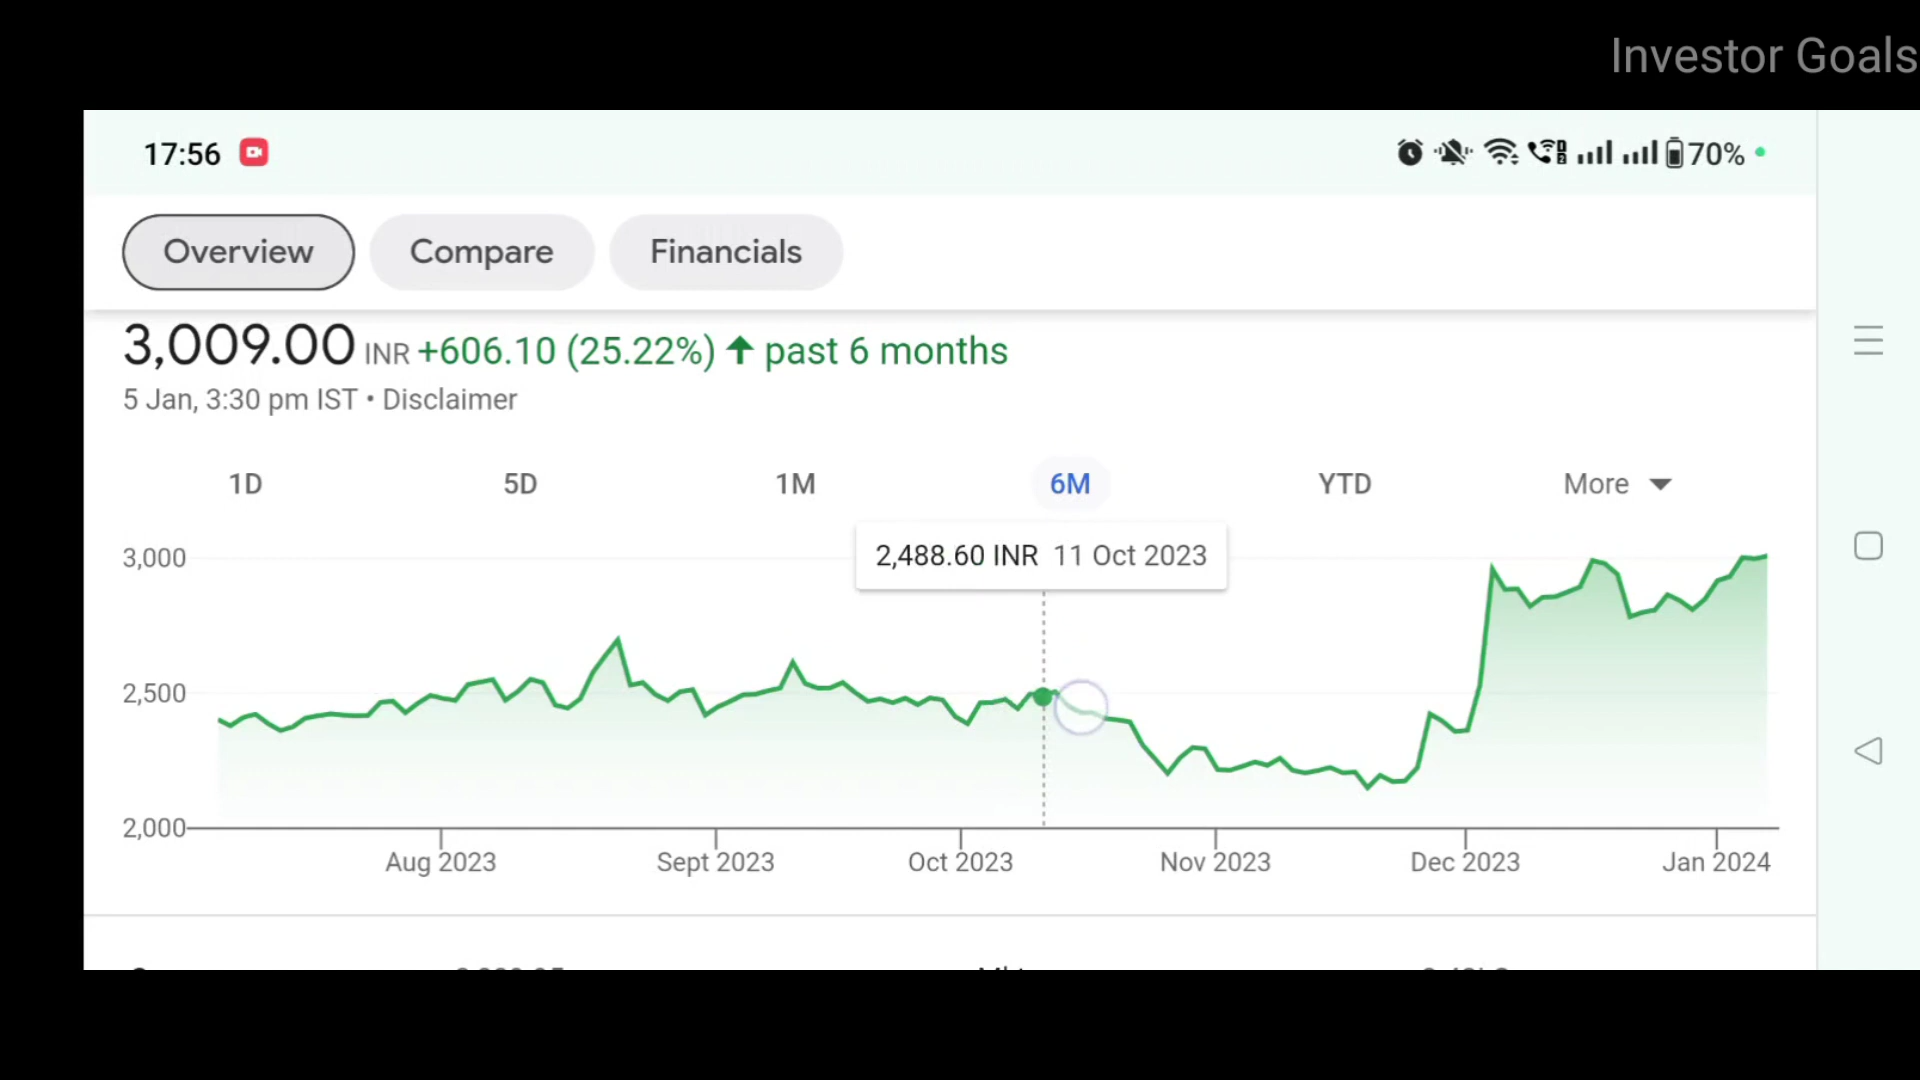 Investor Goals
17:56 70%
Overview Compare Financials
3,009.00 INR +606.10 (25.22%) ↑ past 6 months
5 Jan, 3:30 pm IST • Disclaimer
1D 5D 1M 6M YTD More
2,488.60 INR 11 Oct 2023
3,000
2,500
2,000
Aug 2023 Sept 2023 Oct 2023 Nov 2023 Dec 2023 Jan 2024